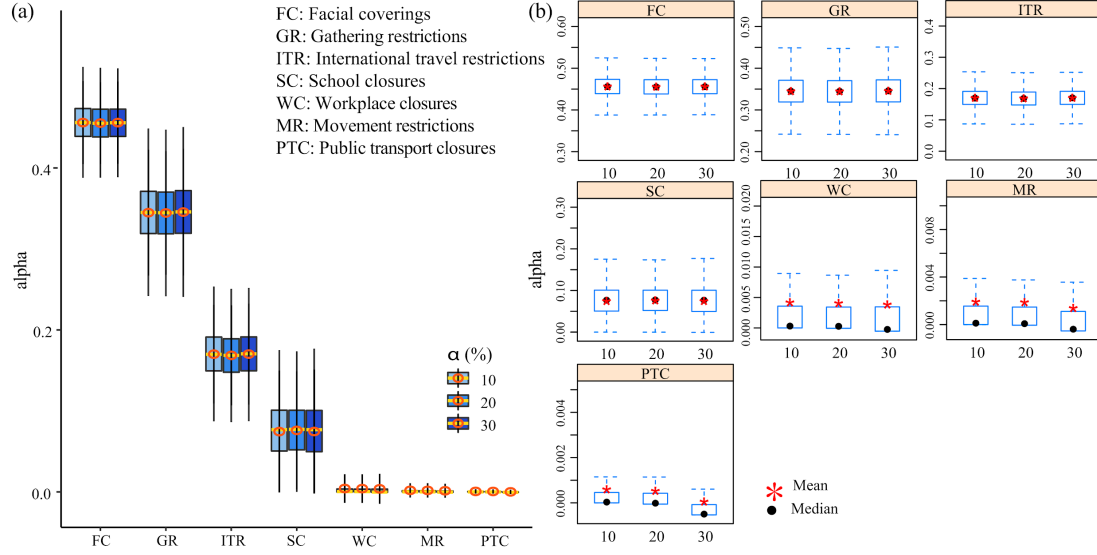 (a)
FC: Facial coverings
GR: Gathering restrictions
ITR: International travel restrictions
SC: School closures
WC: Workplace closures
MR: Movement restrictions
PTC: Public transport closures
alpha
0.4
0.2
0.0
α (%)
10
20
30
FC GR ITR SC WC MR PTC
(b)
alpha
FC GR ITR
0.60
0.50
0.40
0.30
0.50
0.40
0.30
0.4
0.3
0.2
0.1
0.0
10 20 30 10 20 30 10 20 30
SC WC MR
0.30
0.20
0.10
0.00
0.020
0.015
0.010
0.005
0.000
0.008
0.004
0.000
10 20 30 10 20 30 10 20 30
PTC
0.004
0.002
0.000
10 20 30
Mean
Median